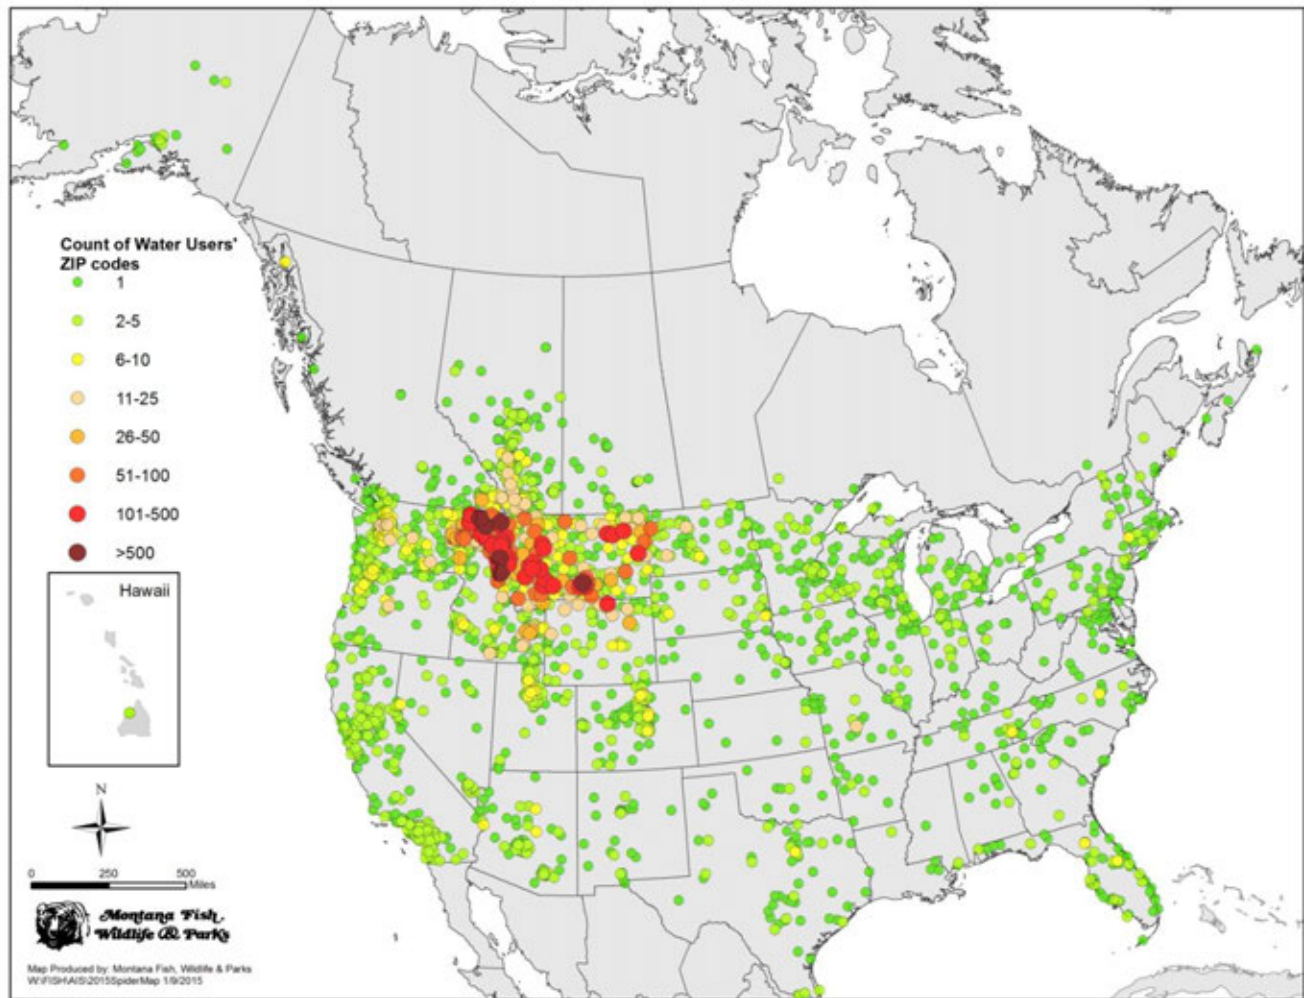 Count of Water Users'
ZIP codes
1
2-5
6-10
11-25
26-50
51-100
101-500
>500
Hawaii
N
0 250 500
Miles
Montana Fish,
Wildlife & Parks
Map Produced by: Montana Fish, Wildlife & Parks
W:\FISH\AIS\2015SpiderMap 1/9/2015